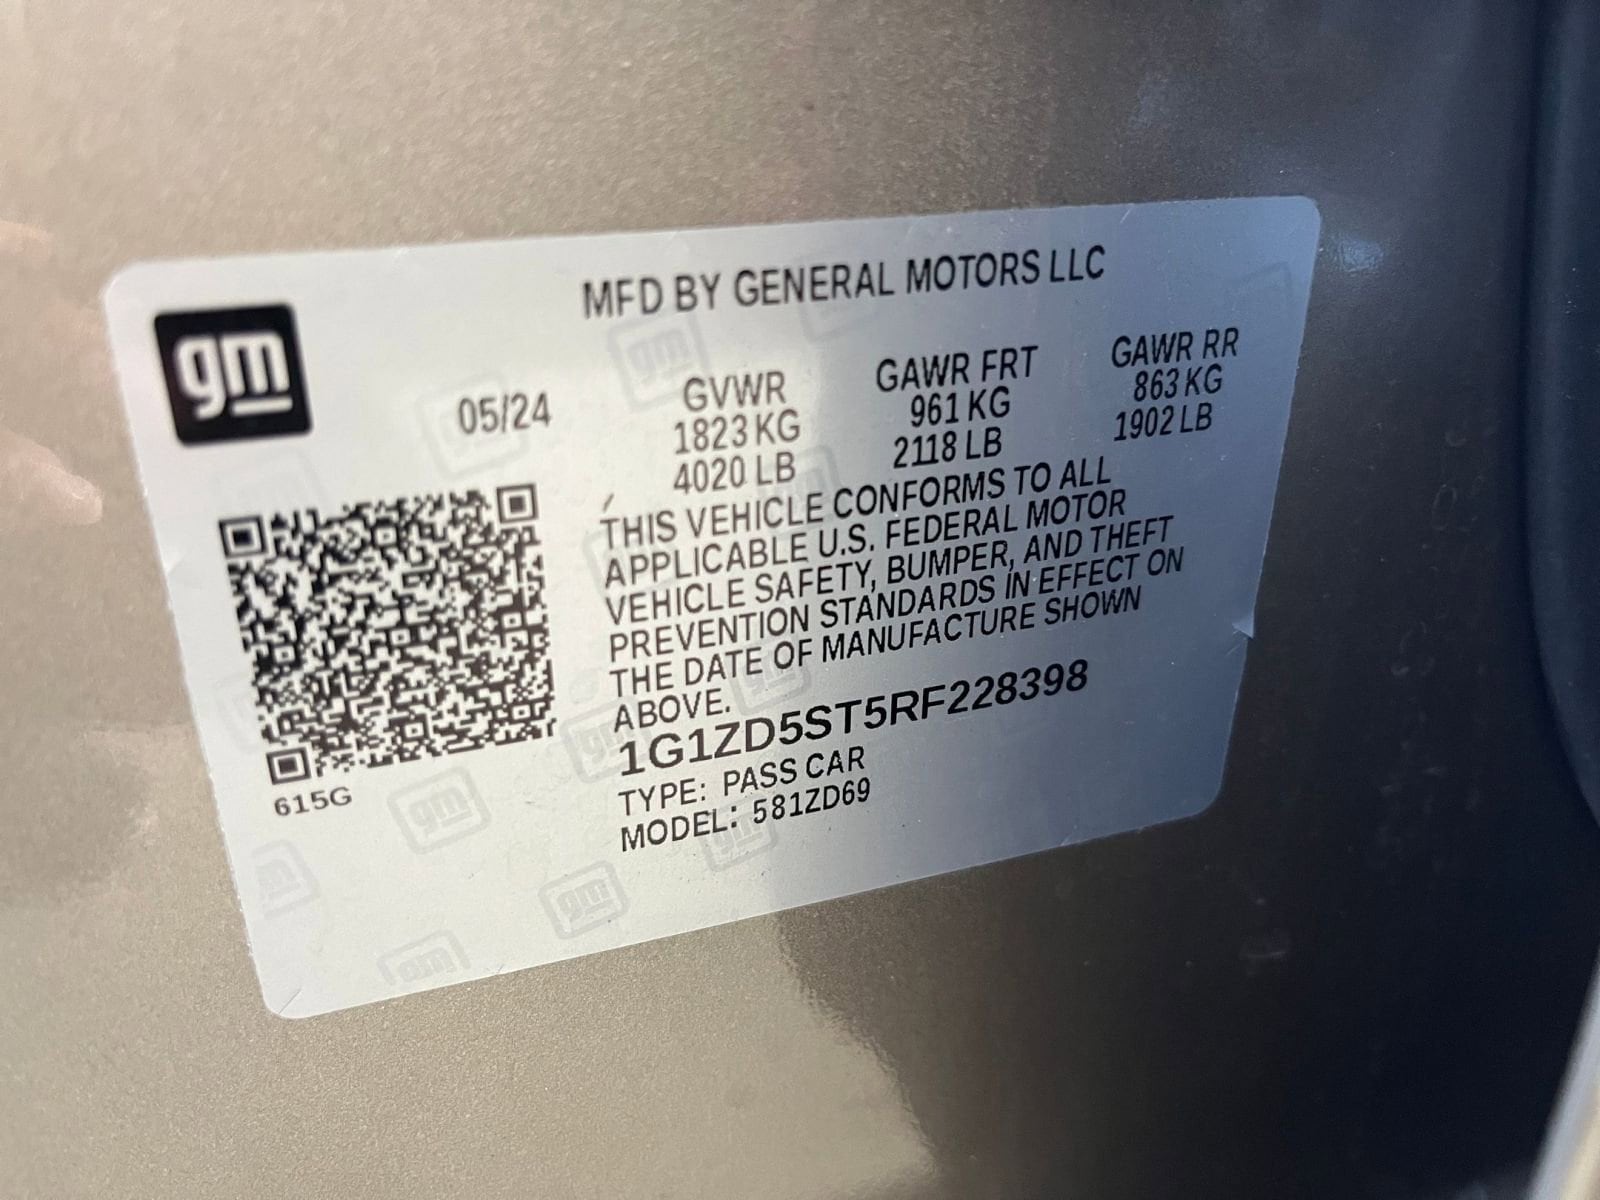 MFD BY GENERAL MOTORS LLC
gm
05/24
GVWR
1823 KG
4020 LB
GAWR FRT
961 KG
2118 LB
GAWR RR
863 KG
1902 LB
THIS VEHICLE CONFORMS TO ALL
APPLICABLE U.S. FEDERAL MOTOR
VEHICLE SAFETY, BUMPER, AND THEFT
PREVENTION STANDARDS IN EFFECT ON
THE DATE OF MANUFACTURE SHOWN
ABOVE.
1G1ZD5ST5RF228398
TYPE: PASS CAR
MODEL: 581ZD69
615G